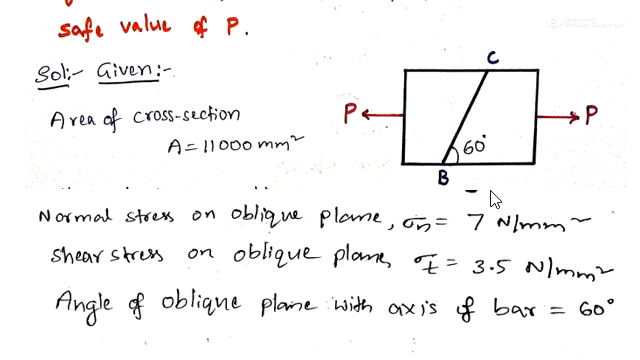 safe value of P.
Sol:- Given:-
Area of cross-section
A = 11000 mm²
C
P
P
60°
B
Normal stress on oblique plane, σn = 7 N/mm²
shear stress on oblique plane, σt = 3.5 N/mm²
Angle of oblique plane with axis of bar = 60°